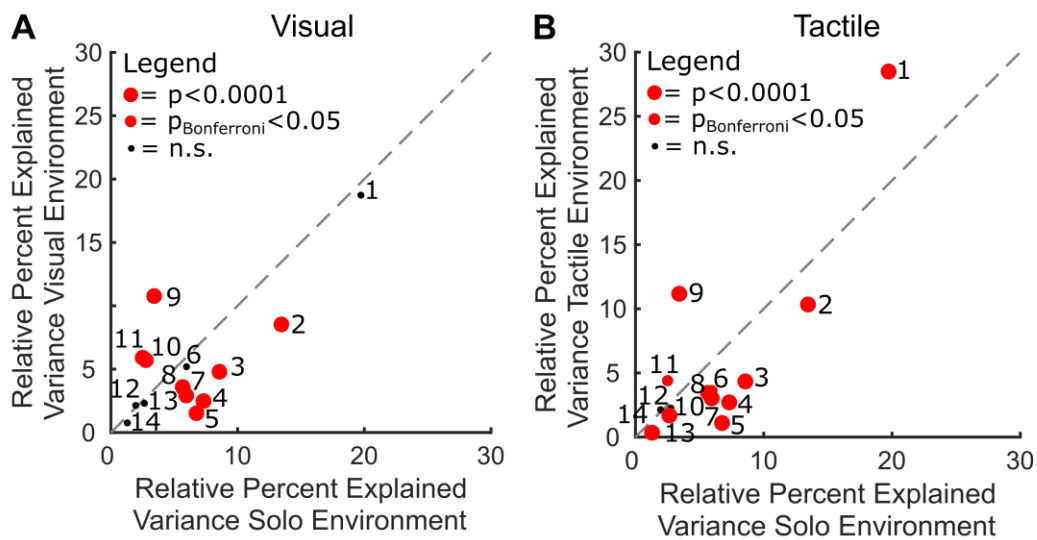 A
Visual
Relative Percent Explained
Variance Visual Environment
30
20
15
10
5
0
Legend
= p<0.0001
= pBonferroni<0.05
= n.s.
1
9
2
11
10
6
3
8
7
4
12
13
5
14
0
10
20
30
Relative Percent Explained
Variance Solo Environment
B
Tactile
Relative Percent Explained
Variance Tactile Environment
30
25
20
15
10
5
0
Legend
= p<0.0001
= pBonferroni<0.05
= n.s.
1
9
2
11
8
6
3
12
10
4
14
7
13
5
0
10
20
30
Relative Percent Explained
Variance Solo Environment